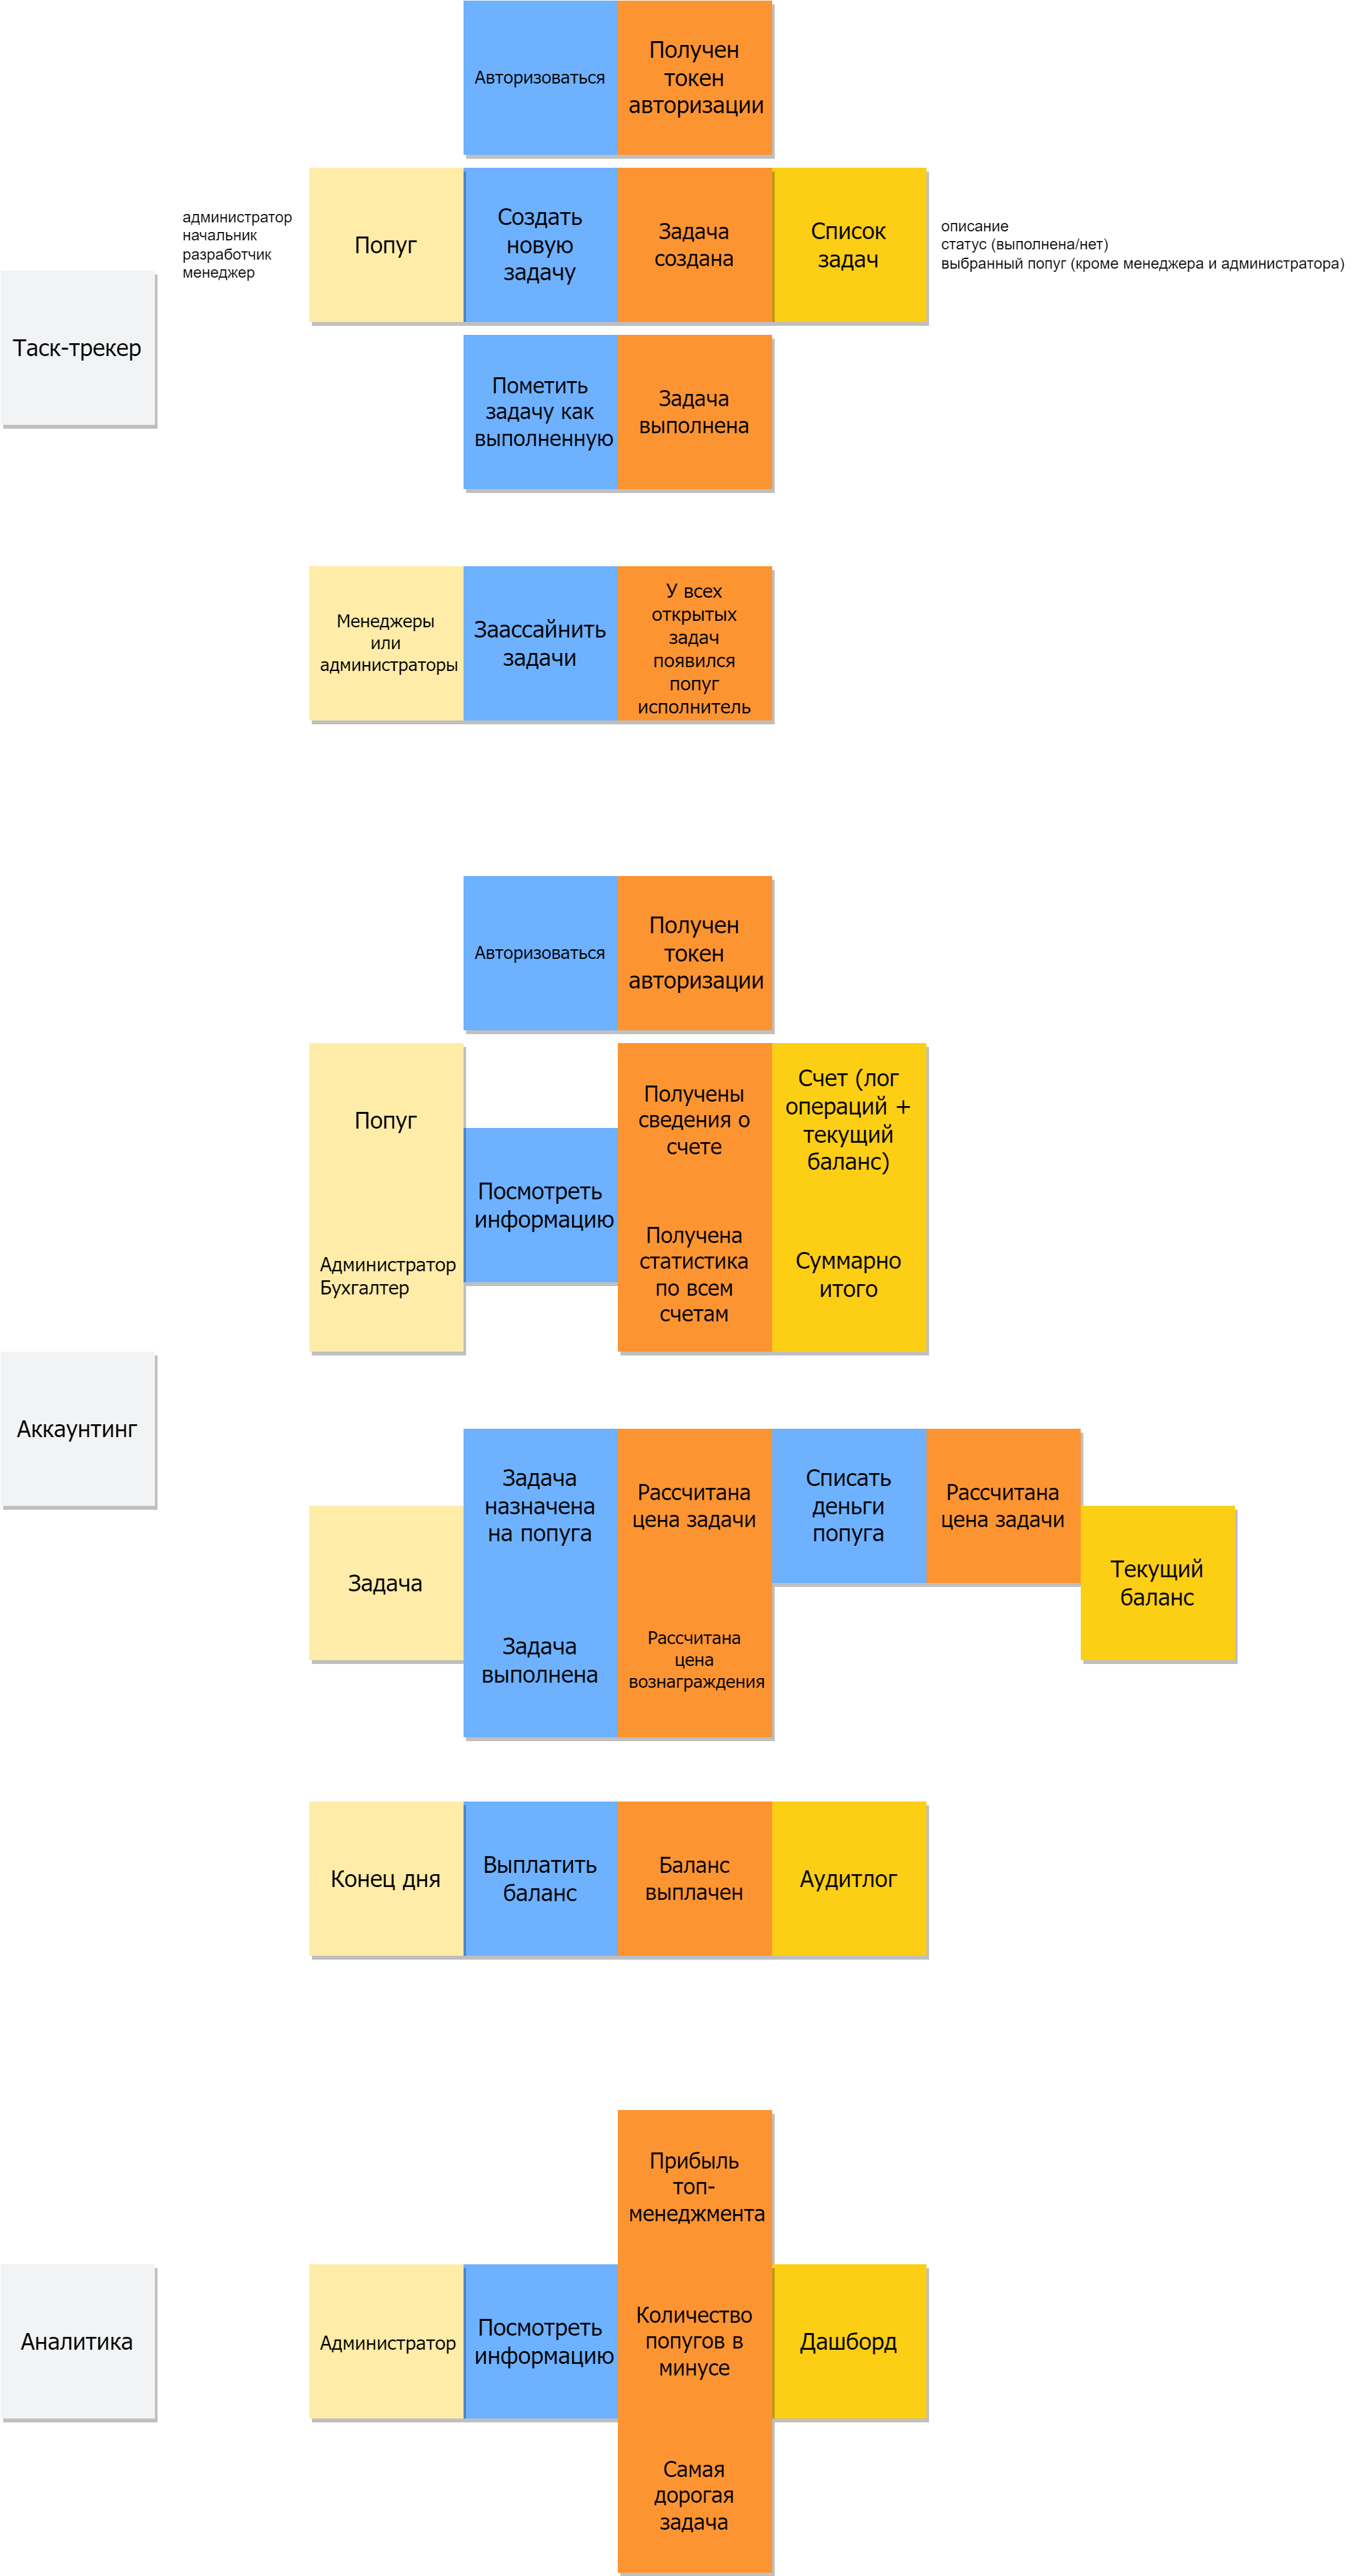 Авторизоваться
Получен
токен
авторизации
администратор
начальник
разработчик
менеджер
Попуг
Создать
новую
задачу
Задача
создана
Список
задач
описание
статус (выполнена/нет)
выбранный попуг (кроме менеджера и администратора)
Таск-трекер
Пометить
задачу как
выполненную
Задача
выполнена
Менеджеры
или
администраторы
Заассайнить
задачи
У всех
открытых
задач
появился
попуг
исполнитель
Авторизоваться
Получен
токен
авторизации
Попуг
Администратор
Бухгалтер
Посмотреть
информацию
Получены
сведения о
счете
Получена
статистика
по всем
счетам
Счет (лог
операций +
текущий
баланс)
Суммарно
итого
Аккаунтинг
Задача
Задача
назначена
на попуга
Рассчитана
цена задачи
Списать
деньги
попуга
Рассчитана
цена задачи
Текущий
баланс
Задача
выполнена
Рассчитана
цена
вознаграждения
Конец дня
Выплатить
баланс
Баланс
выплачен
Аудитлог
Аналитика
Администратор
Посмотреть
информацию
Прибыль
топ-
менеджмента
Количество
попугов в
минусе
Самая
дорогая
задача
Дашборд